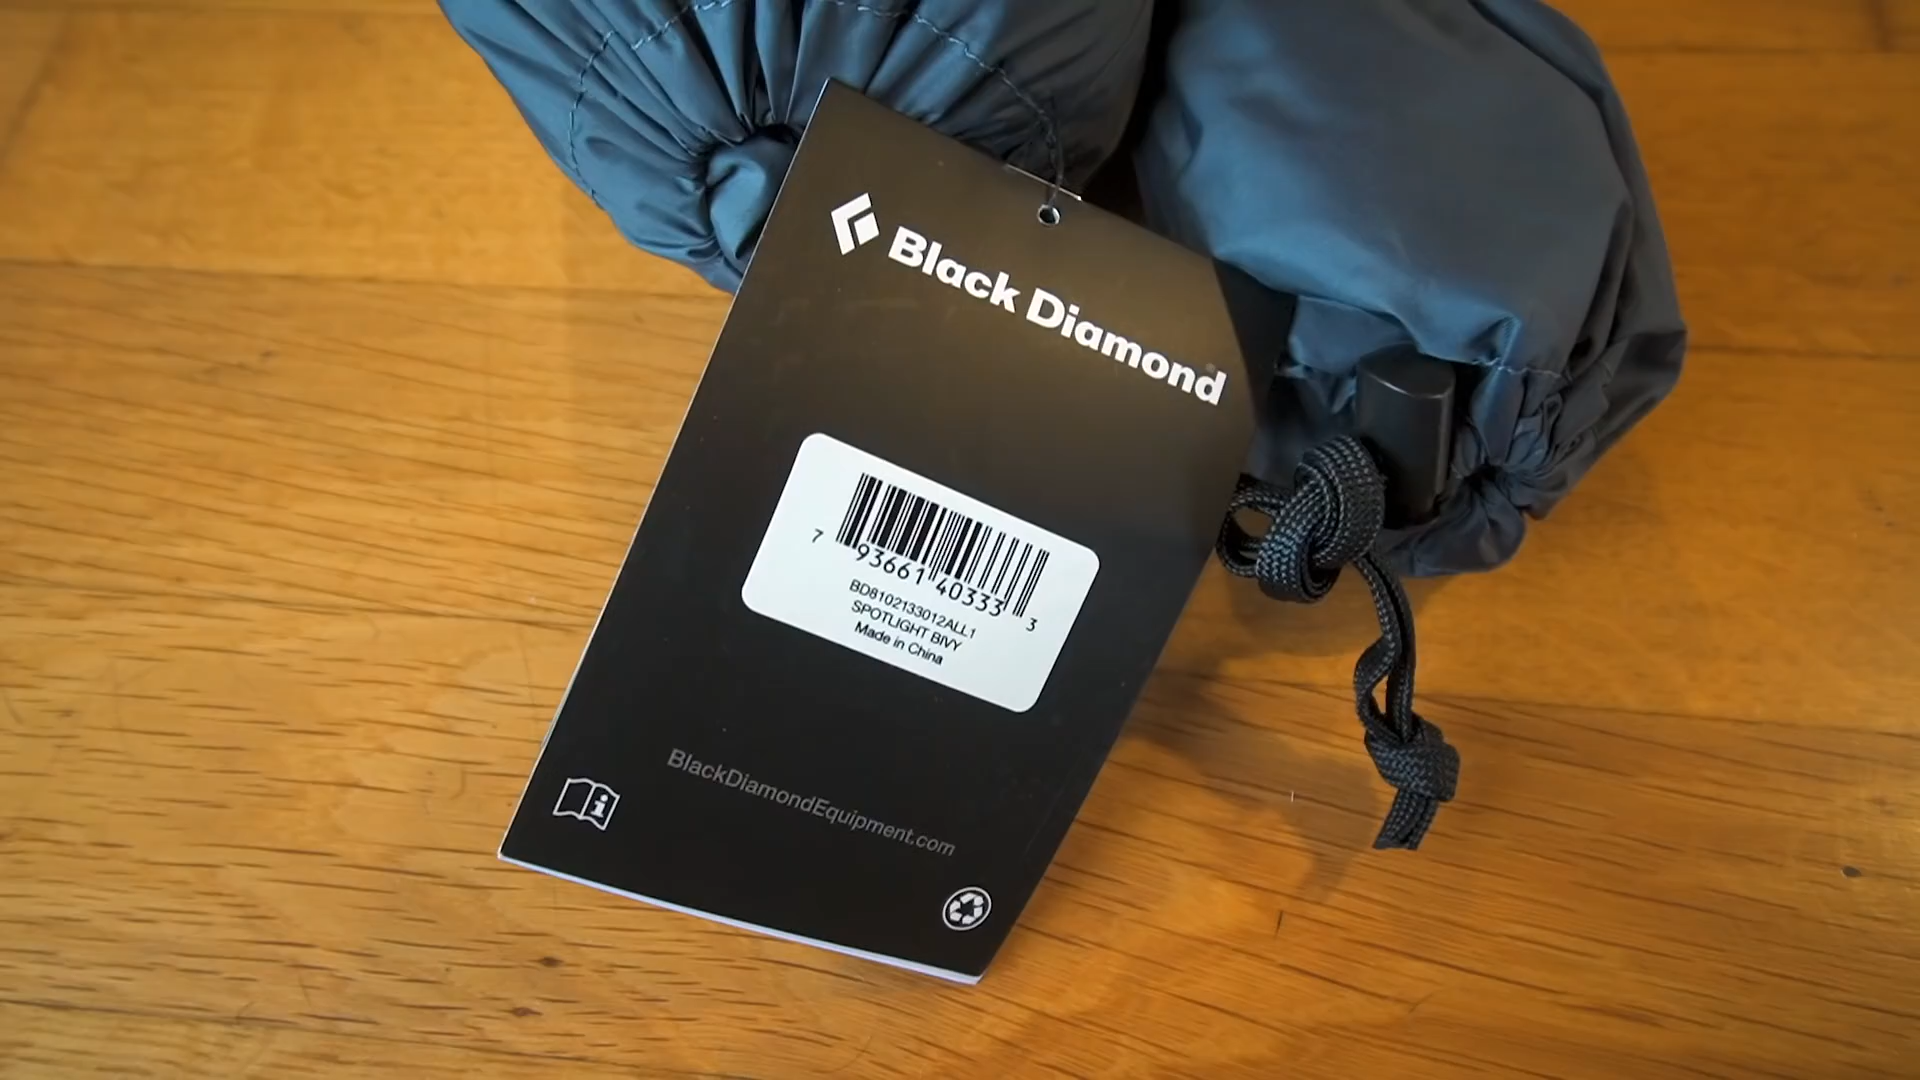 Black Diamond
7 93661 40333 3
BD8102133012ALL1
SPOTLIGHT BIVY
Made in China
BlackDiamondEquipment.com
i